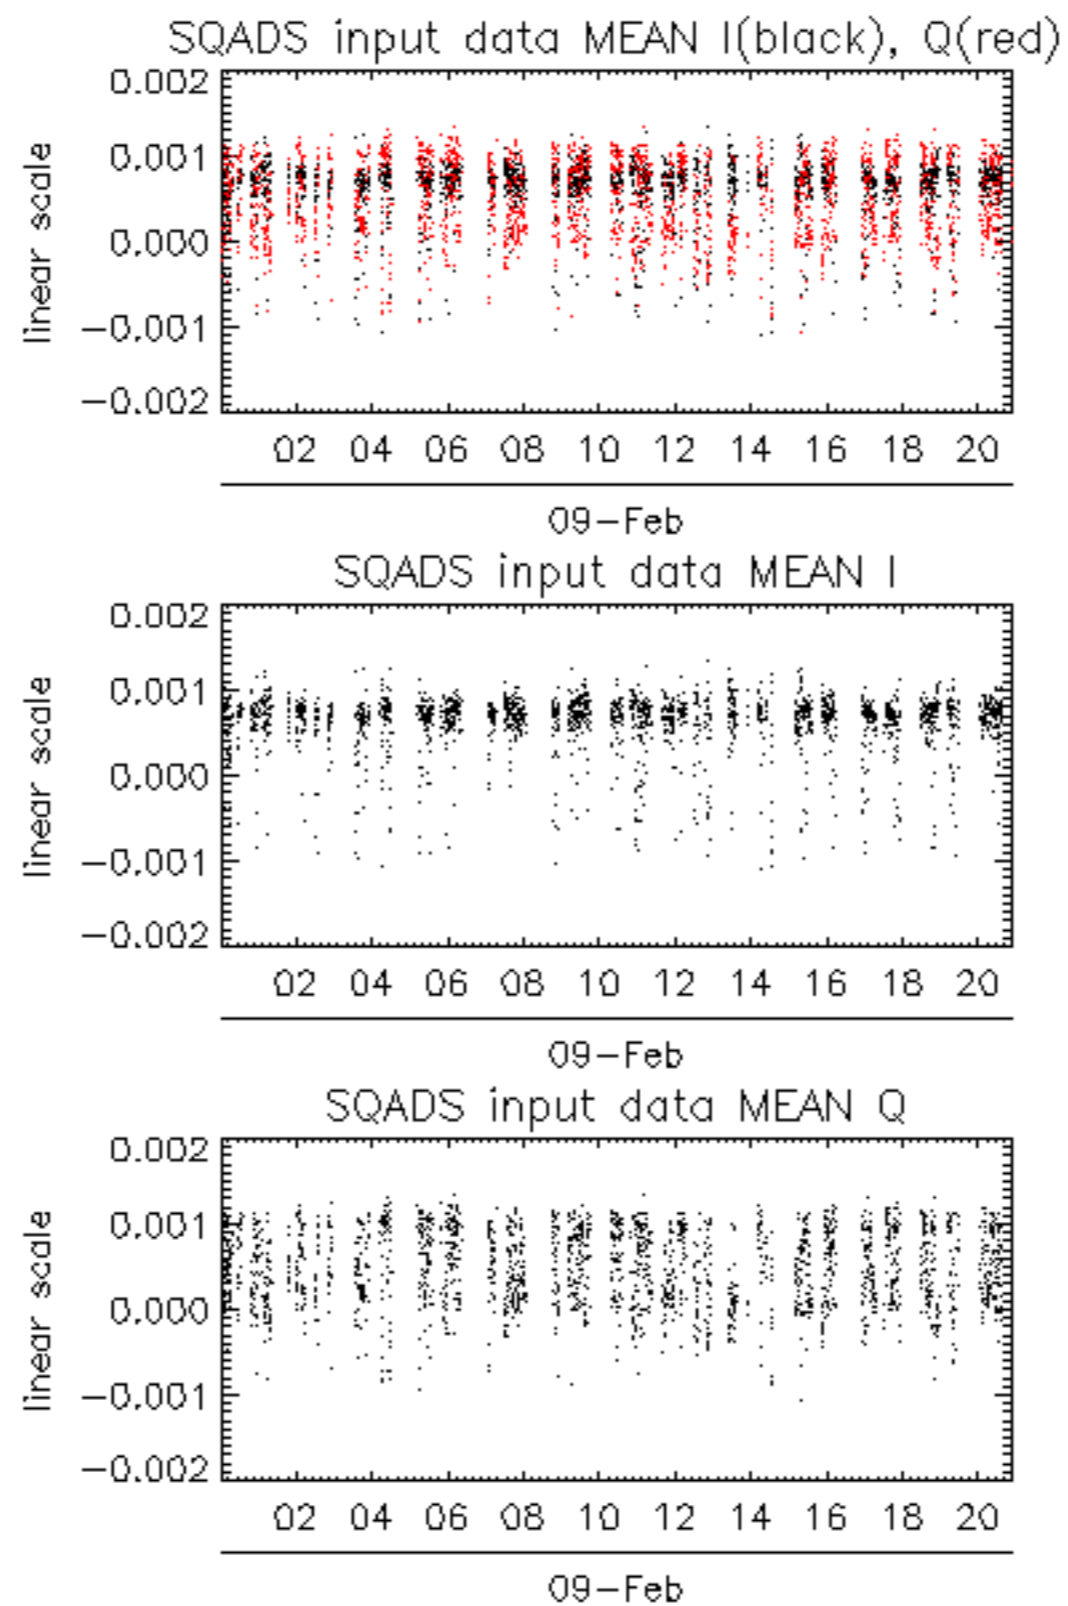 SQADS input data MEAN I(black), Q(red)
0.002
0.001
0.000
−0.001
−0.002
linear scale
02 04 06 08 10 12 14 16 18 20
09−Feb
SQADS input data MEAN I
0.002
0.001
0.000
−0.001
−0.002
linear scale
02 04 06 08 10 12 14 16 18 20
09−Feb
SQADS input data MEAN Q
0.002
0.001
0.000
−0.001
−0.002
linear scale
02 04 06 08 10 12 14 16 18 20
09−Feb